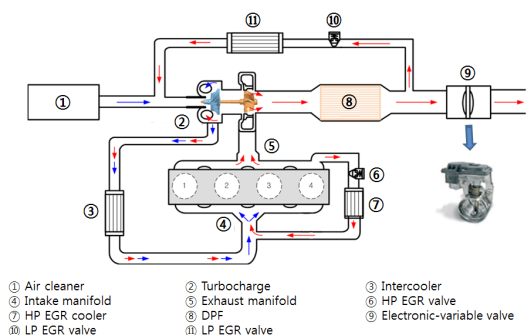 ⑪ ⑩
① ⑧ ⑨
②
⑤
1 2 3 4 ⑥
③ ④ ⑦
① Air cleaner ② Turbocharge ③ Intercooler
④ Intake manifold ⑤ Exhaust manifold ⑥ HP EGR valve
⑦ HP EGR cooler ⑧ DPF ⑨ Electronic-variable valve
⑩ LP EGR valve ⑪ LP EGR valve